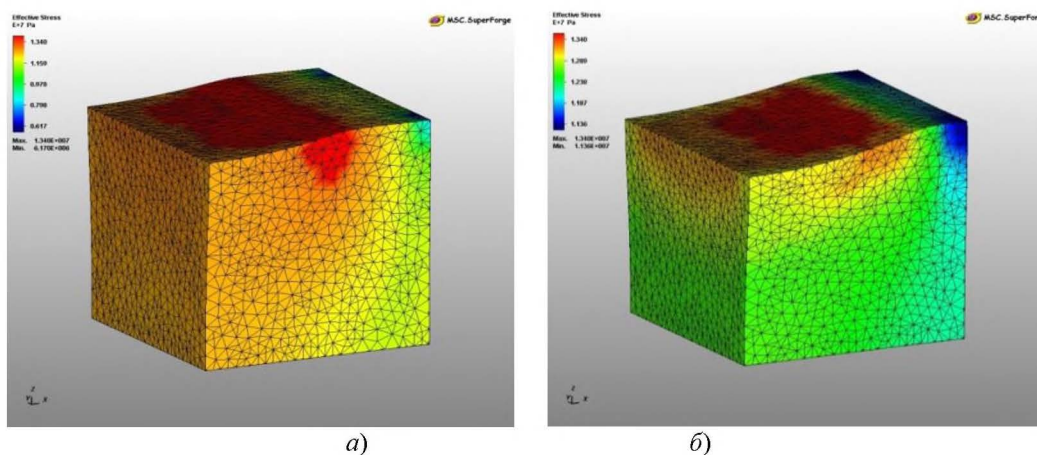 Effective Stress
E+7 Pa
1.340
1.159
0.979
0.798
0.617
Max. 1.340E+007
Min. 6.170E+006
MSC.SuperForge
Z
Y X
а)
Effective Stress
E+7 Pa
1.340
1.289
1.238
1.187
1.136
Max. 1.340E+007
Min. 1.136E+007
MSC.SuperForge
Z
Y X
б)